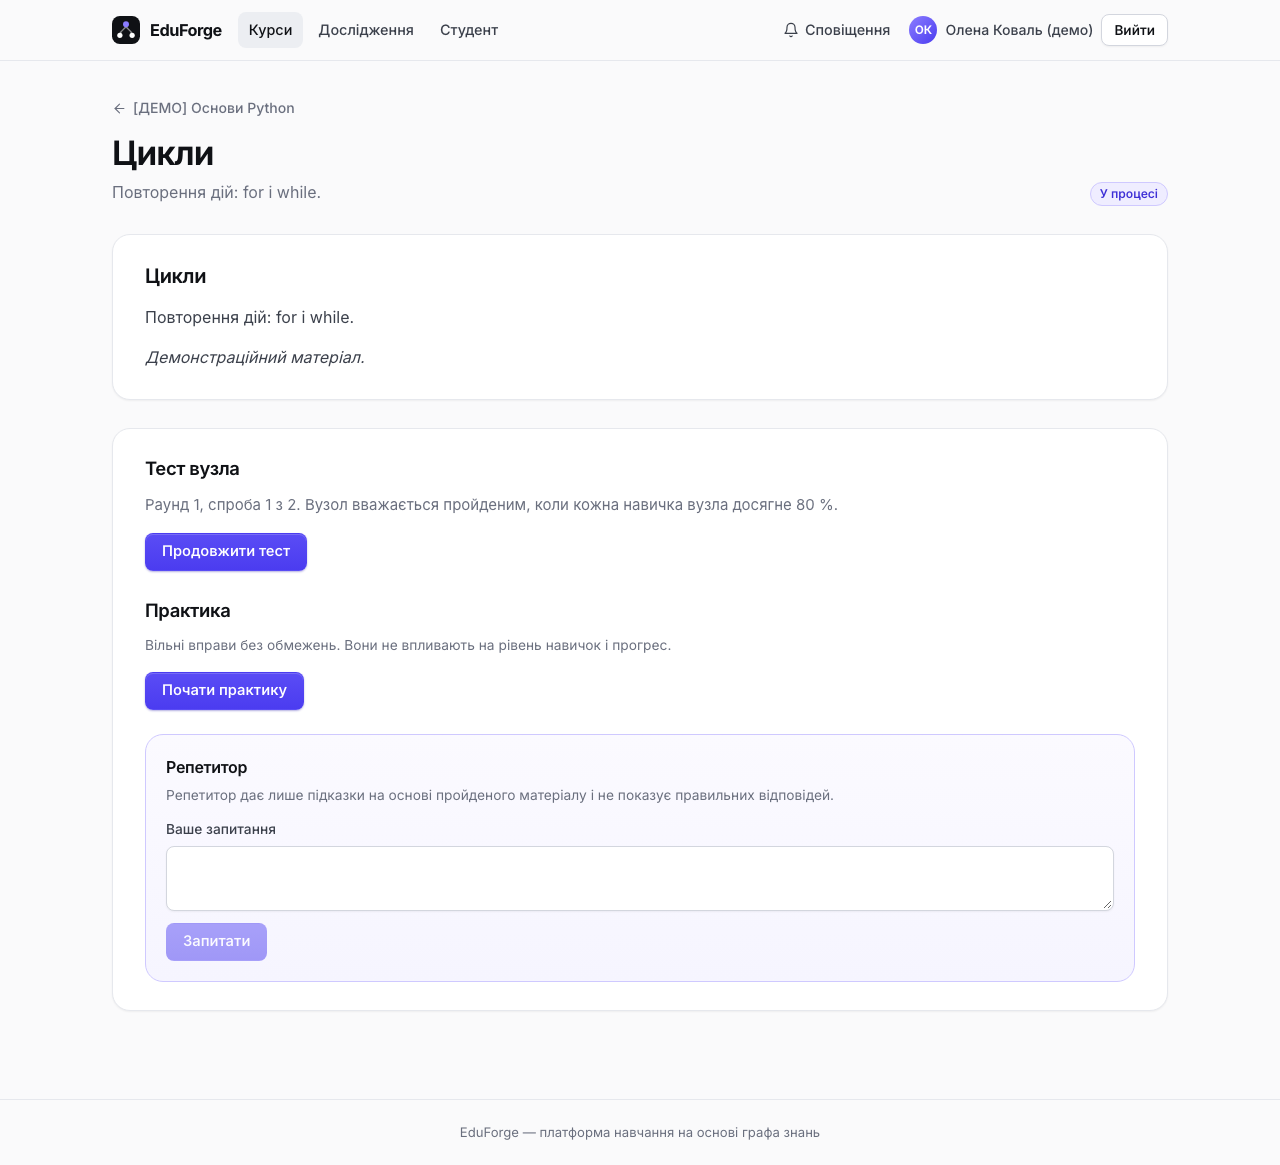 EduForge
Курси
Дослідження
Студент
Сповіщення
ОК
Олена Коваль (демо)
Вийти
← [ДЕМО] Основи Python
Цикли
Повторення дій: for і while.
У процесі
Цикли
Повторення дій: for і while.
Демонстраційний матеріал.
Тест вузла
Раунд 1, спроба 1 з 2. Вузол вважається пройденим, коли кожна навичка вузла досягне 80 %.
Продовжити тест
Практика
Вільні вправи без обмежень. Вони не впливають на рівень навичок і прогрес.
Почати практику
Репетитор
Репетитор дає лише підказки на основі пройденого матеріалу і не показує правильних відповідей.
Ваше запитання
Запитати
EduForge — платформа навчання на основі графа знань